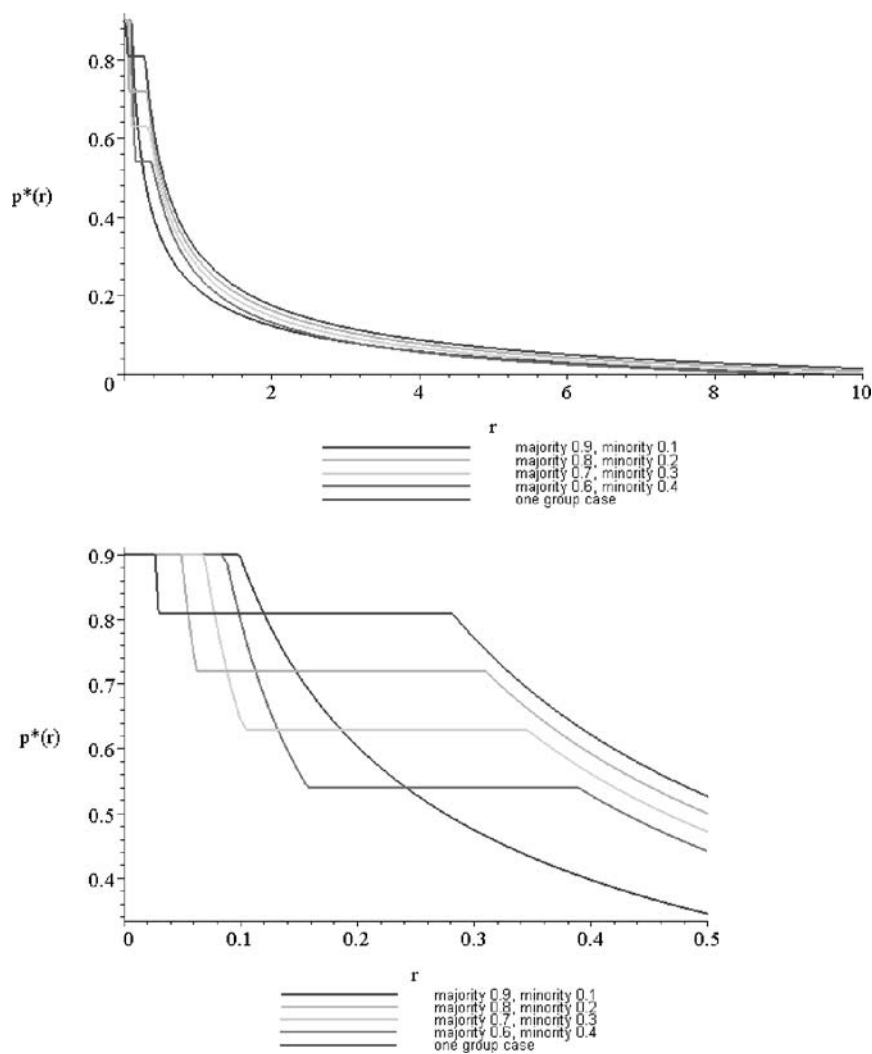 0.8
0.6
p*(r)
0.4
0.2
0
2
4
6
8
10
r
majority 0.9, minority 0.1
majority 0.8, minority 0.2
majority 0.7, minority 0.3
majority 0.6, minority 0.4
one group case
0.9
0.8
0.7
p*(r)
0.6
0.5
0.4
0
0.1
0.2
0.3
0.4
0.5
r
majority 0.9, minority 0.1
majority 0.8, minority 0.2
majority 0.7, minority 0.3
majority 0.6, minority 0.4
one group case